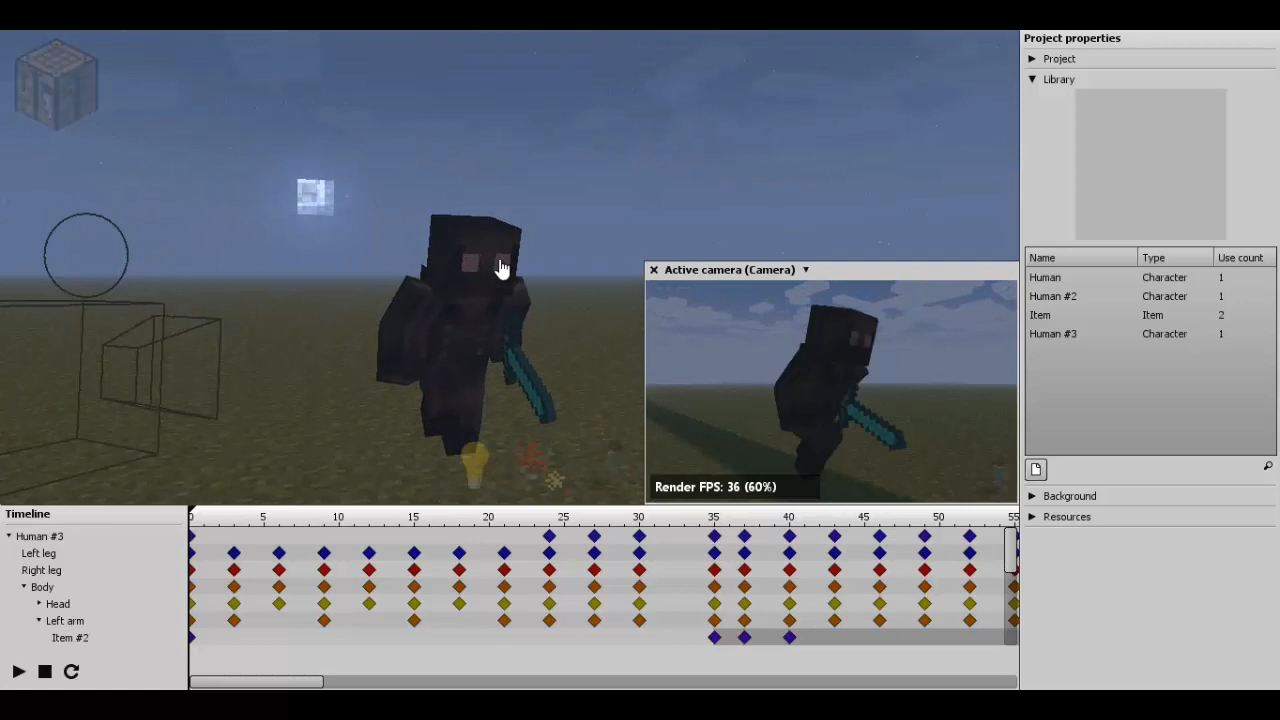 Project properties
Project
Library
Name Type Use count
Human Character 1
Human #2 Character 1
Item Item 2
Human #3 Character 1
Background
Resources
Active camera (Camera)
Render FPS: 36 (60%)
Timeline
0 5 10 15 20 25 30 35 40 45 50 55
Human #3
Left leg
Right leg
Body
Head
Left arm
Item #2